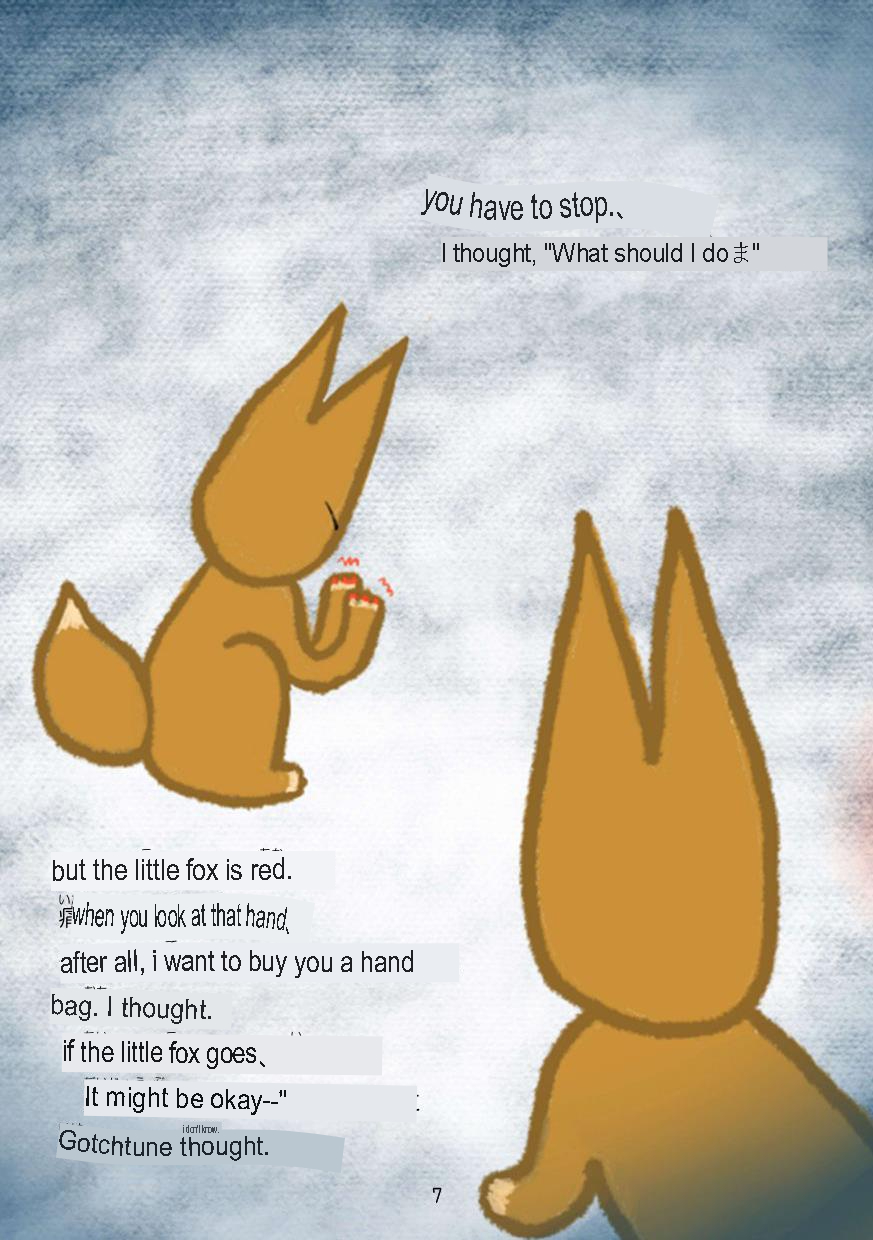 you have to stop.、
I thought, "What should I doま"
but the little fox is red.
when you look at that hand,
after all, i want to buy you a hand
bag. I thought.
if the little fox goes、
It might be okay--"
i don't know.
Gotchtune thought.
7